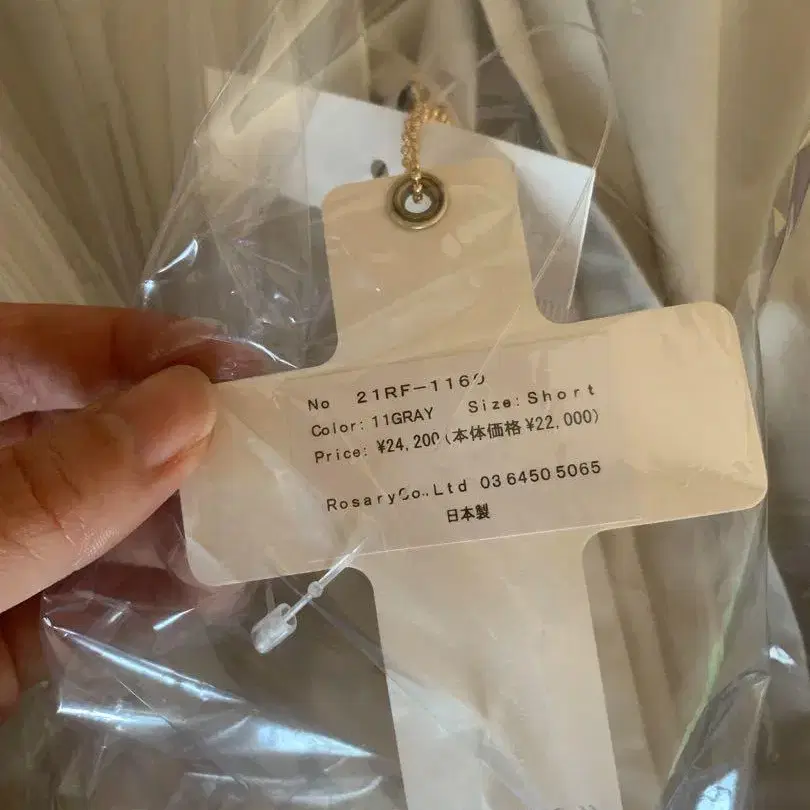 No 21RF-1160
Color: 11GRAY Size: Short
Price: ¥24,200 (本体価格 ¥22,000)
RosaryCo.,Ltd 03 6450 5065
日本製